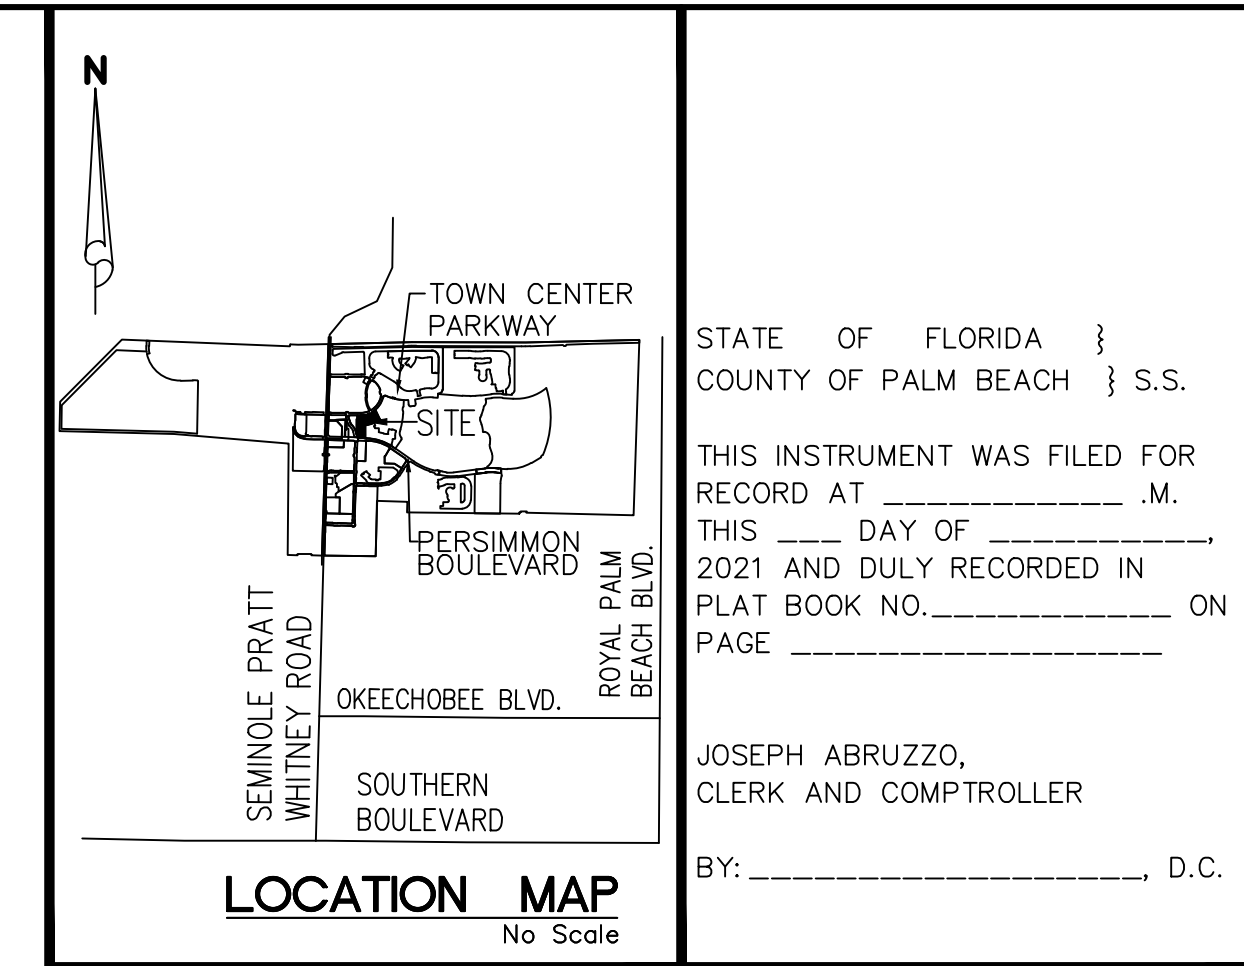 N
TOWN CENTER
PARKWAY
SITE
PERSIMMON
BOULEVARD
SEMINOLE PRATT
WHITNEY ROAD
ROYAL PALM
BEACH BLVD.
OKEECHOBEE BLVD.
SOUTHERN
BOULEVARD
LOCATION MAP
No Scale
STATE OF FLORIDA }
COUNTY OF PALM BEACH } S.S.
THIS INSTRUMENT WAS FILED FOR
RECORD AT ___________ .M.
THIS ___ DAY OF __________,
2021 AND DULY RECORDED IN
PLAT BOOK NO.___________ ON
PAGE _________________
JOSEPH ABRUZZO,
CLERK AND COMPTROLLER
BY: __________________, D.C.